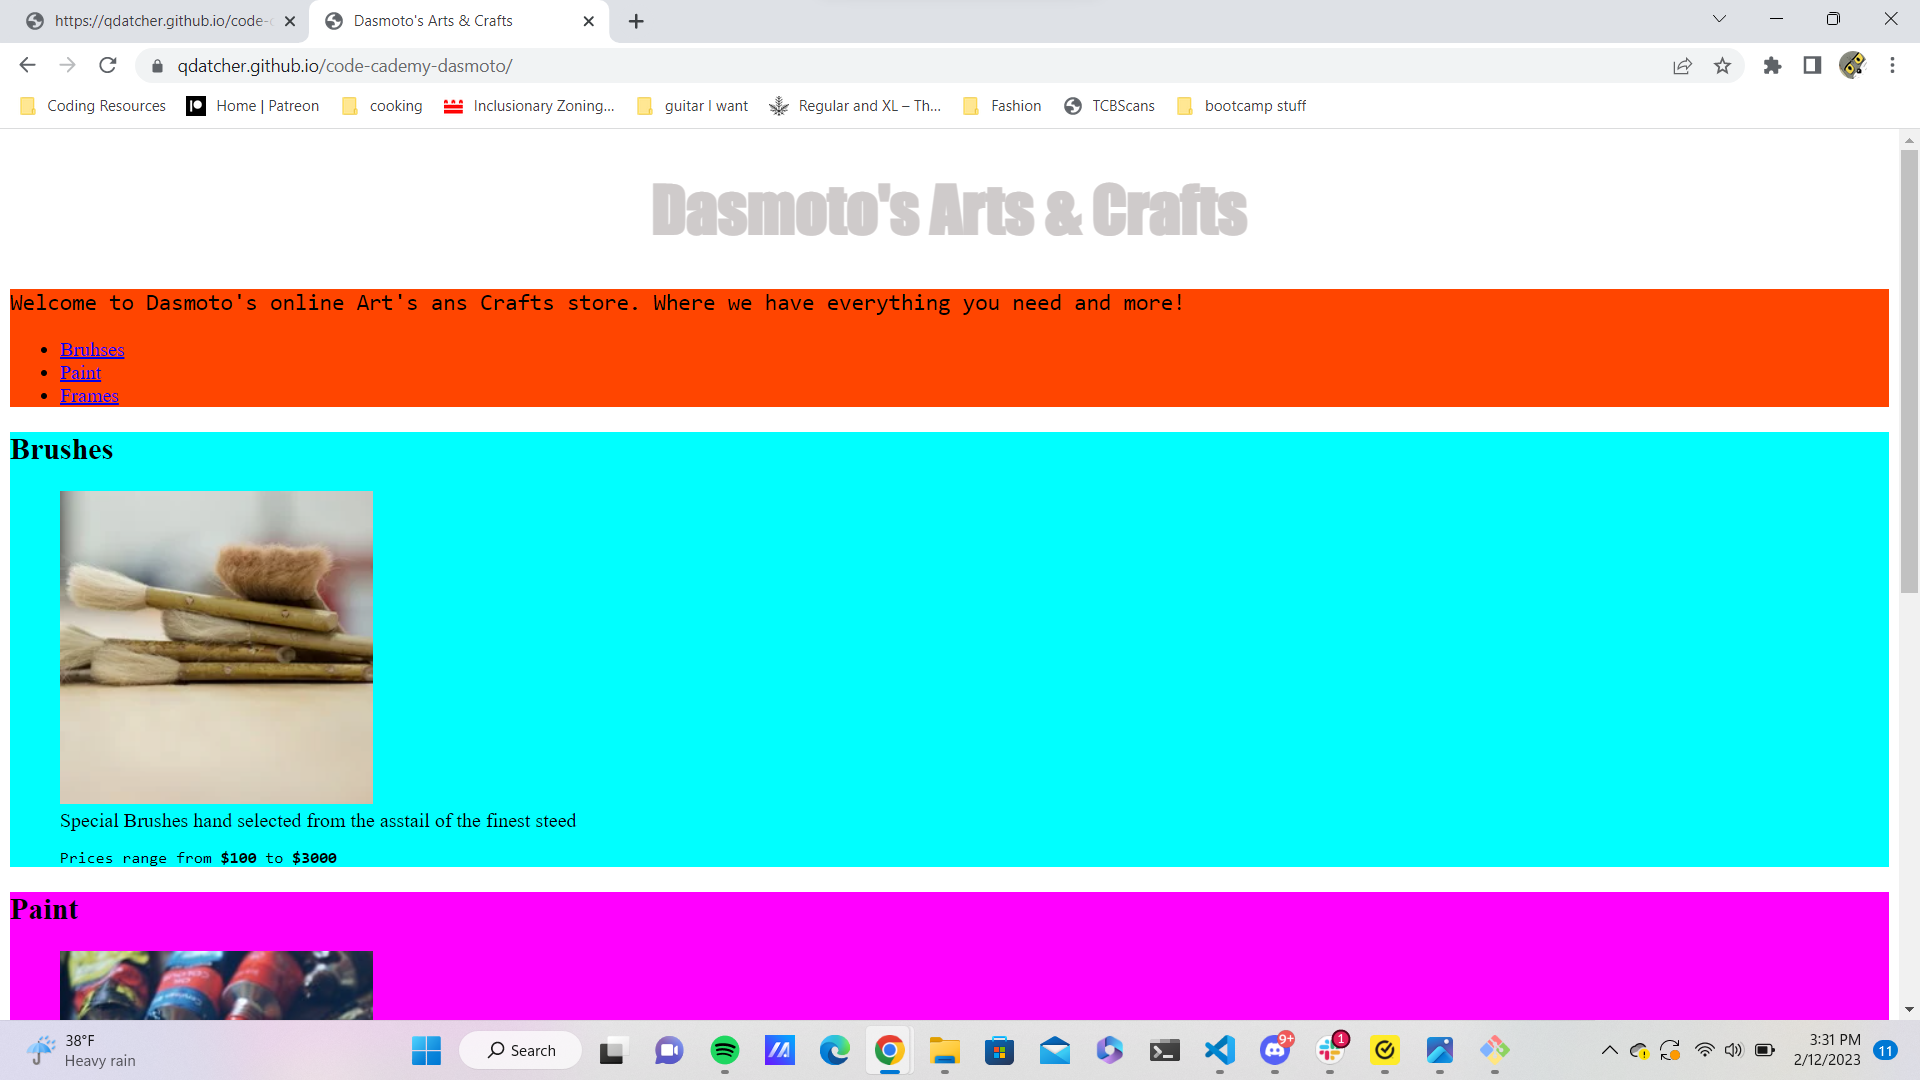 https://qdatcher.github.io/code-c
Dasmoto's Arts & Crafts
qdatcher.github.io/code-cademy-dasmoto/
Coding Resources
Home | Patreon
cooking
Inclusionary Zoning...
guitar I want
Regular and XL – Th...
Fashion
TCBScans
bootcamp stuff
Dasmoto's Arts & Crafts
Welcome to Dasmoto's online Art's ans Crafts store. Where we have everything you need and more!
Bruhses
Paint
Frames
Brushes
Special Brushes hand selected from the asstail of the finest steed
Prices range from $100 to $3000
Paint
38°F
Heavy rain
Search
9+
1
3:31 PM
2/12/2023
11